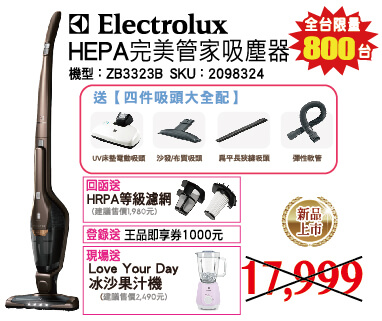 Electrolux
全台限量
800台
HEPA完美管家吸塵器
機型：ZB3323B SKU：2098324
送【四件吸頭大全配】
UV床墊電動吸頭 沙發/布質吸頭 扁平長狹縫吸頭 彈性軟管
回函送
HRPA等級濾網
(建議售價1,980元)
登錄送 王品即享券1000元
新品
上市
現場送
Love Your Day
冰沙果汁機
(建議售價2,490元)
17,999